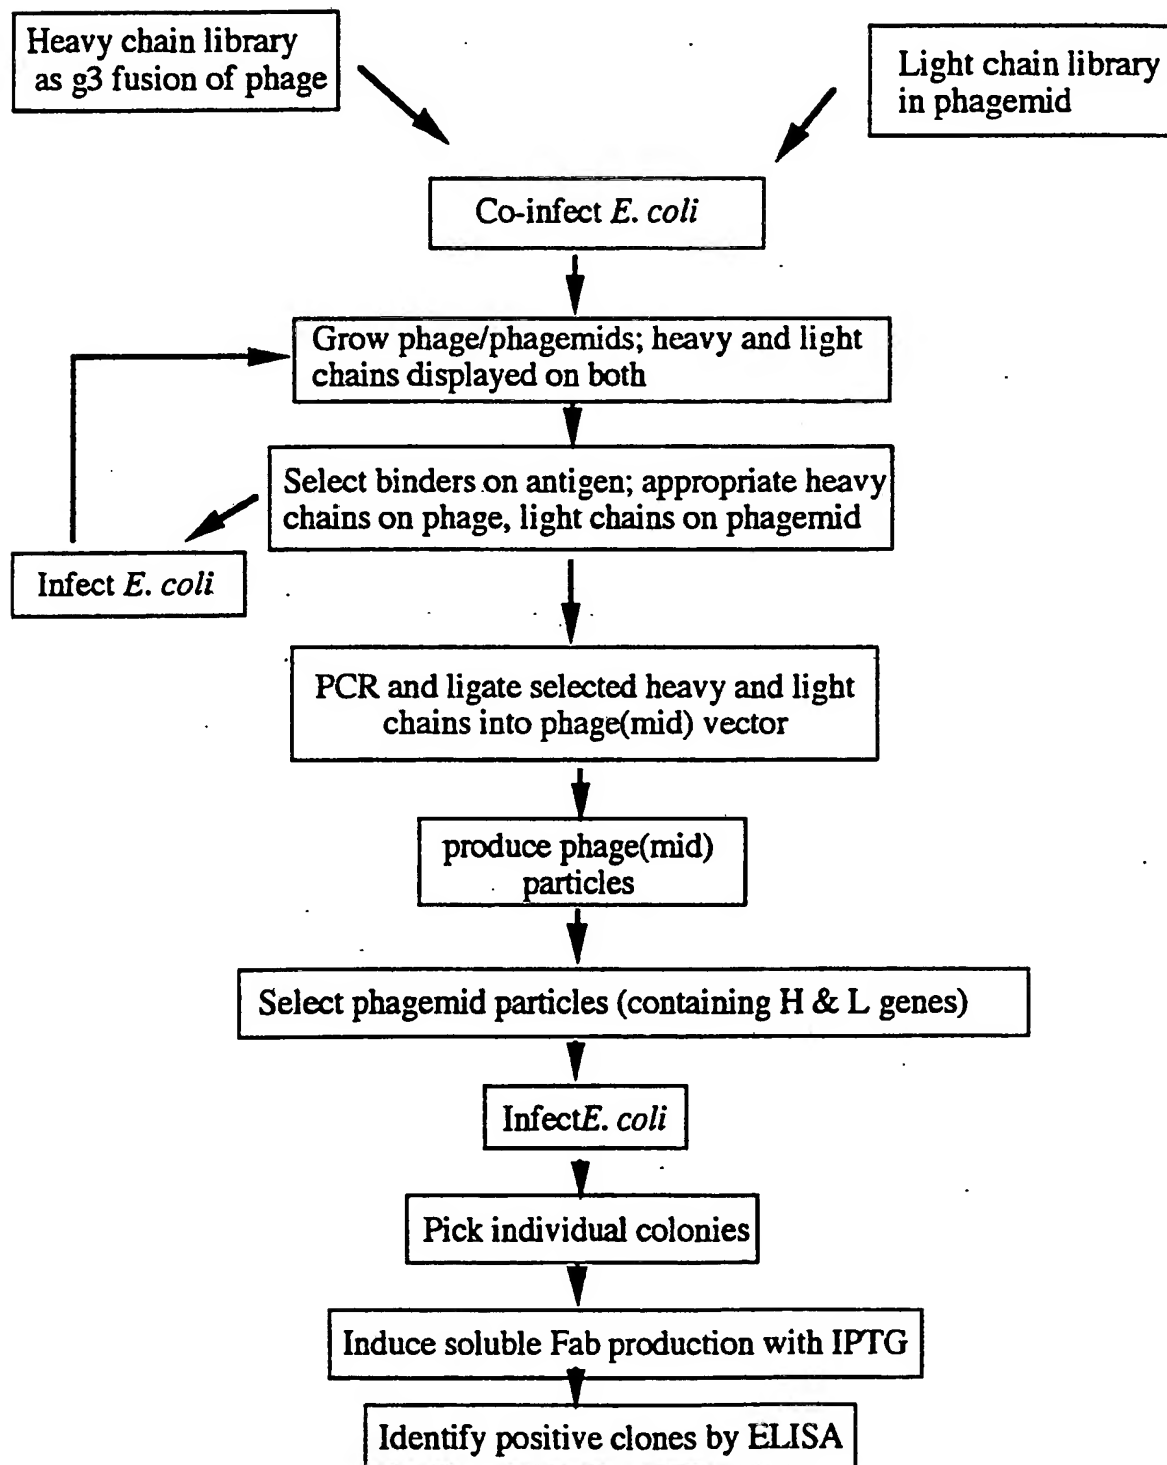 Heavy chain library
as g3 fusion of phage
Light chain library
in phagemid
Co-infect E. coli
Grow phage/phagemids; heavy and light
chains displayed on both
Select binders on antigen; appropriate heavy
chains on phage, light chains on phagemid
Infect E. coli
PCR and ligate selected heavy and light
chains into phage(mid) vector
produce phage(mid)
particles
Select phagemid particles (containing H & L genes)
InfectE. coli
Pick individual colonies
Induce soluble Fab production with IPTG
Identify positive clones by ELISA